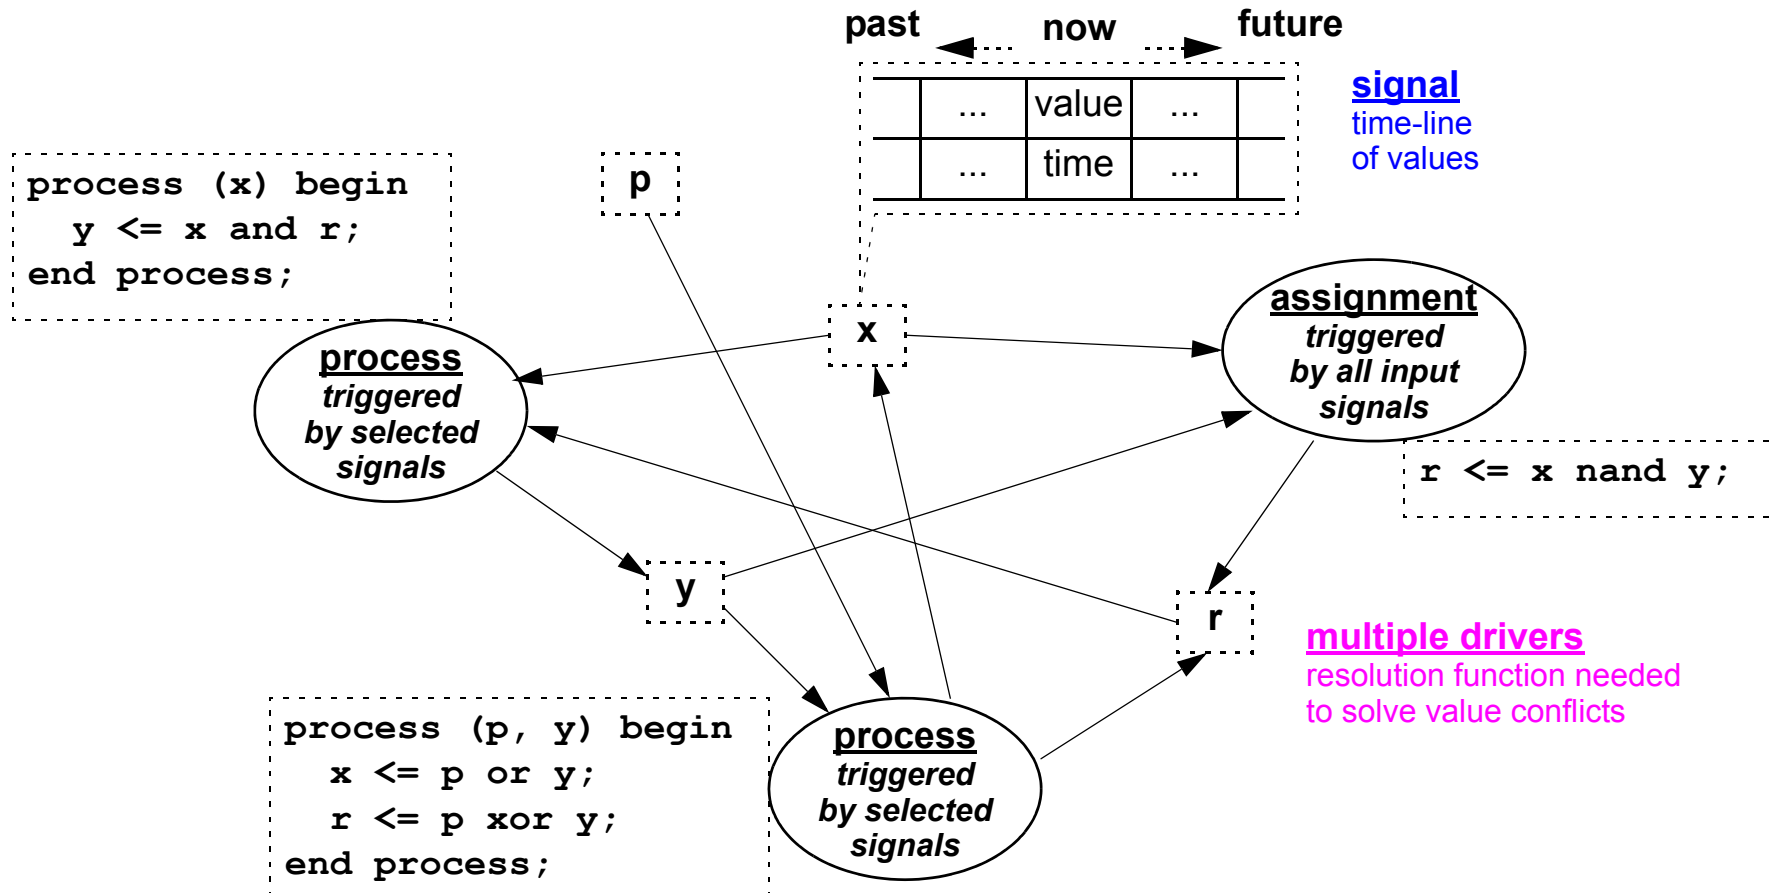 past now future
signal
time-line
of values
... value ...
... time ...
process (x) begin
  y <= x and r;
end process;
p
x
assignment
triggered
by all input
signals
process
triggered
by selected
signals
r <= x nand y;
y
r
multiple drivers
resolution function needed
to solve value conflicts
process (p, y) begin
  x <= p or y;
  r <= p xor y;
end process;
process
triggered
by selected
signals